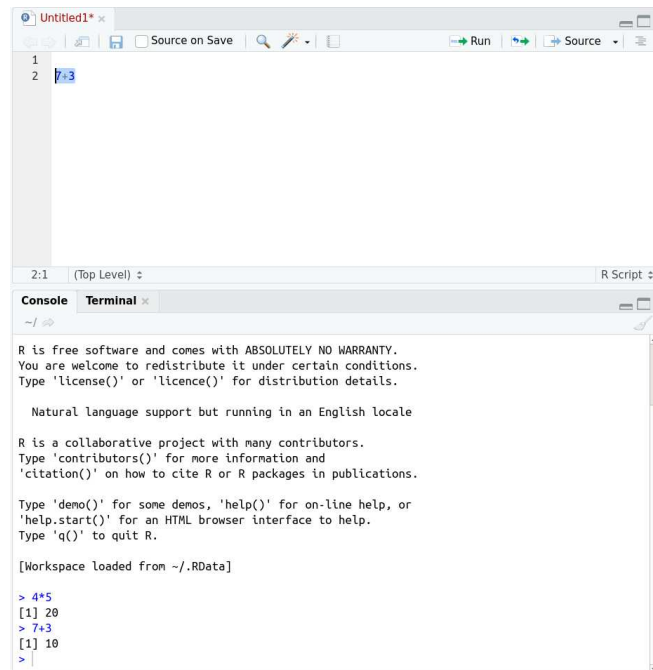 Untitled1*
Source on Save Run Source
1
2 7+3
2:1 (Top Level) R Script
Console Terminal
~/
R is free software and comes with ABSOLUTELY NO WARRANTY.
You are welcome to redistribute it under certain conditions.
Type 'license()' or 'licence()' for distribution details.
Natural language support but running in an English locale
R is a collaborative project with many contributors.
Type 'contributors()' for more information and
'citation()' on how to cite R or R packages in publications.
Type 'demo()' for some demos, 'help()' for on-line help, or
'help.start()' for an HTML browser interface to help.
Type 'q()' to quit R.
[Workspace loaded from ~/.RData]
> 4*5
[1] 20
> 7+3
[1] 10
>